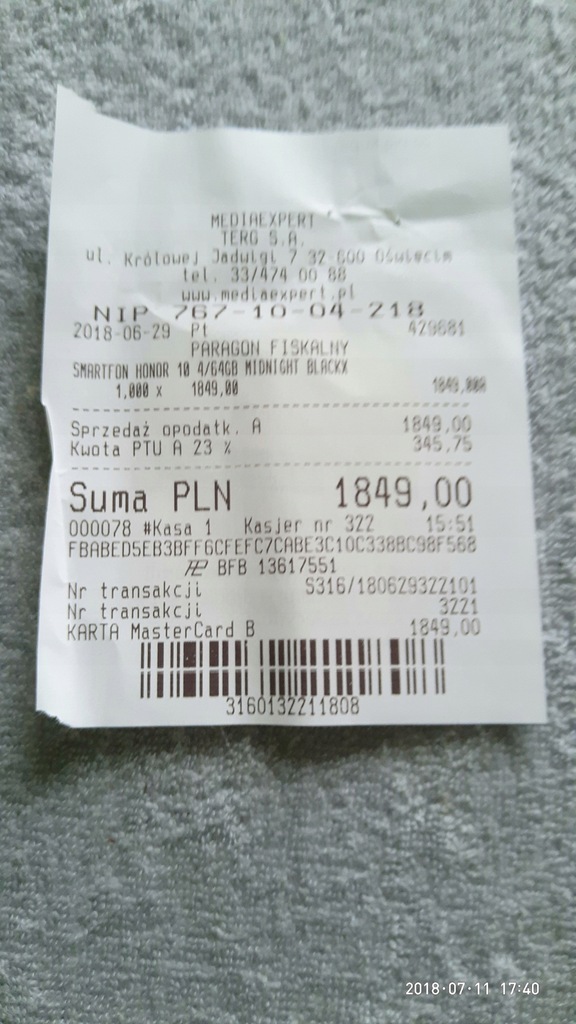 MEDIAEXPERT
TERG S.A.
ul. Królowej Jadwigi 7 32-600 Oświęcim
tel. 33/474 00 88
www.mediaexpert.pl
NIP 767-10-04-218
2018-06-29 Pt 429681
PARAGON FISKALNY
SMARTFON HONOR 10 4/64GB MIDNIGHT BLACKX
1,000 x 1849,00 1849,00A
Sprzedaż opodatk. A 1849,00
Kwota PTU A 23 % 345,75
Suma PLN 1849,00
000078 #Kasa 1 Kasjer nr 322 15:51
FBABED5EB3BFF6CFEFC7CABE3C10C338BC98F568
BFB 13617551
Nr transakcji S316/180629322101
Nr transakcji 3221
KARTA MasterCard B 1849,00
3160132211808
2018·07·11 17:40